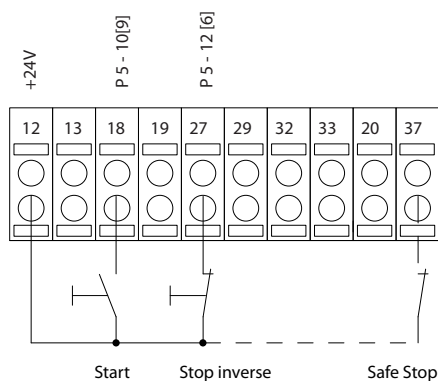 +24V
P 5 - 10[9]
P 5 - 12 [6]
12 13 18 19 27 29 32 33 20 37
Start Stop inverse Safe Stop